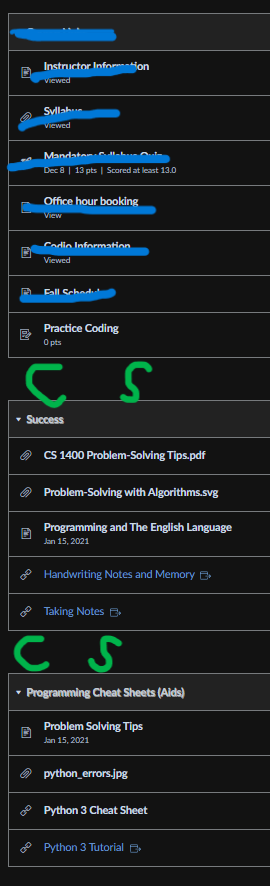 Instructor Information
Viewed
Syllabus
Viewed
Mandatory Syllabus Quiz
Dec 8 | 13 pts | Scored at least 13.0
Office hour booking
View
Codio Information
Viewed
Fall Schedule
Practice Coding
0 pts
C S
Success
CS 1400 Problem-Solving Tips.pdf
Problem-Solving with Algorithms.svg
Programming and The English Language
Jan 15, 2021
Handwriting Notes and Memory
Taking Notes
C S
Programming Cheat Sheets (Aids)
Problem Solving Tips
Jan 15, 2021
python_errors.jpg
Python 3 Cheat Sheet
Python 3 Tutorial